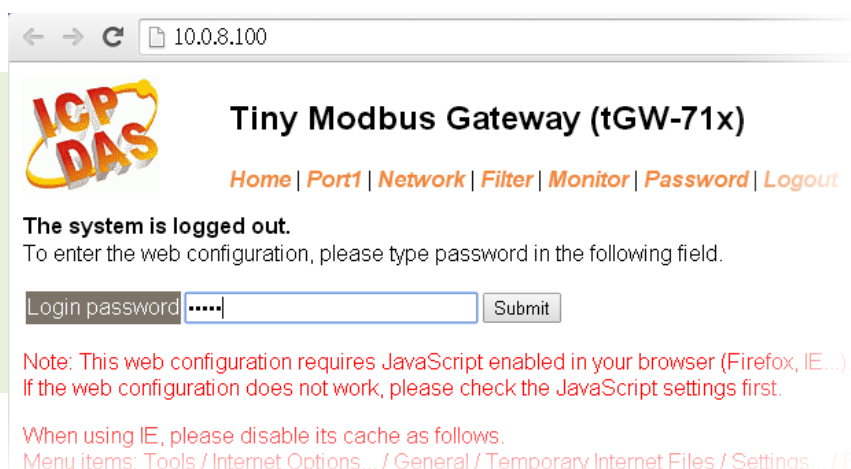 10.0.8.100
ICP
DAS
Tiny Modbus Gateway (tGW-71x)
Home | Port1 | Network | Filter | Monitor | Password | Logout
The system is logged out.
To enter the web configuration, please type password in the following field.
Login password ••••• Submit
Note: This web configuration requires JavaScript enabled in your browser (Firefox, IE...)
If the web configuration does not work, please check the JavaScript settings first.
When using IE, please disable its cache as follows.
Menu items: Tools / Internet Options... / General / Temporary Internet Files / Settings... /